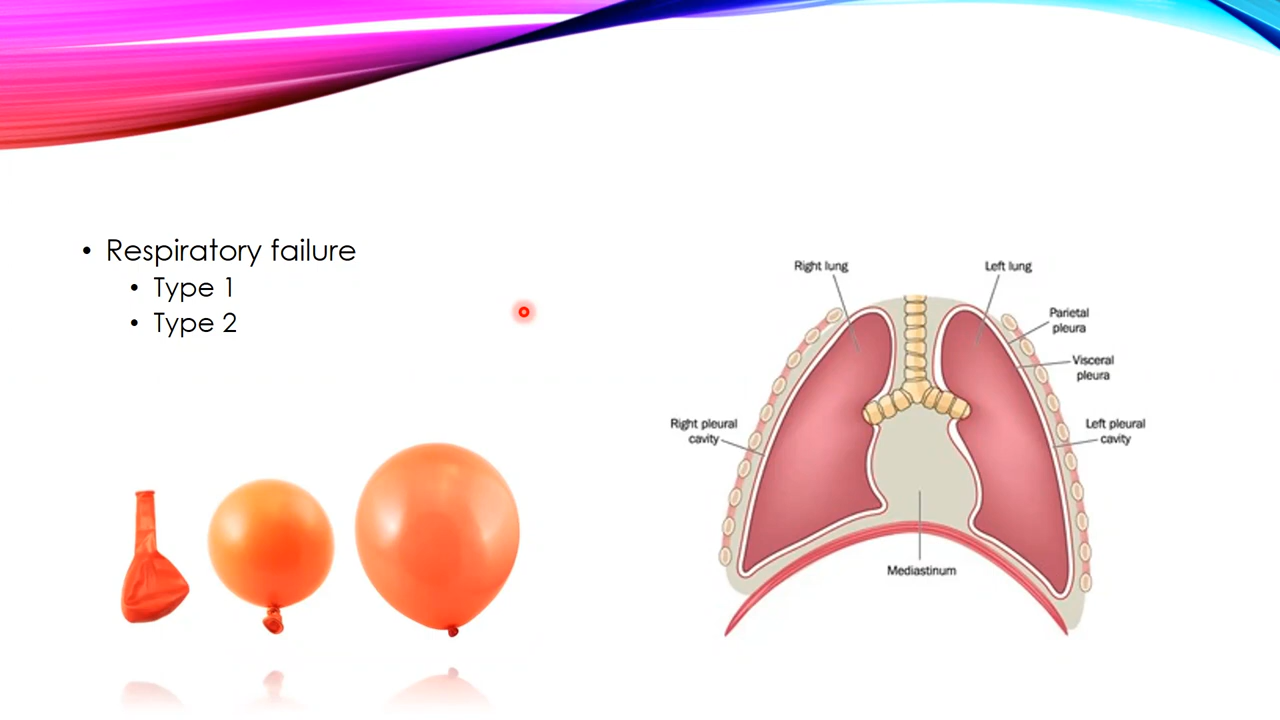 Respiratory failure
Type 1
Type 2
Right lung
Left lung
Parietal
pleura
Visceral
pleura
Right pleural
cavity
Left pleural
cavity
Mediastinum